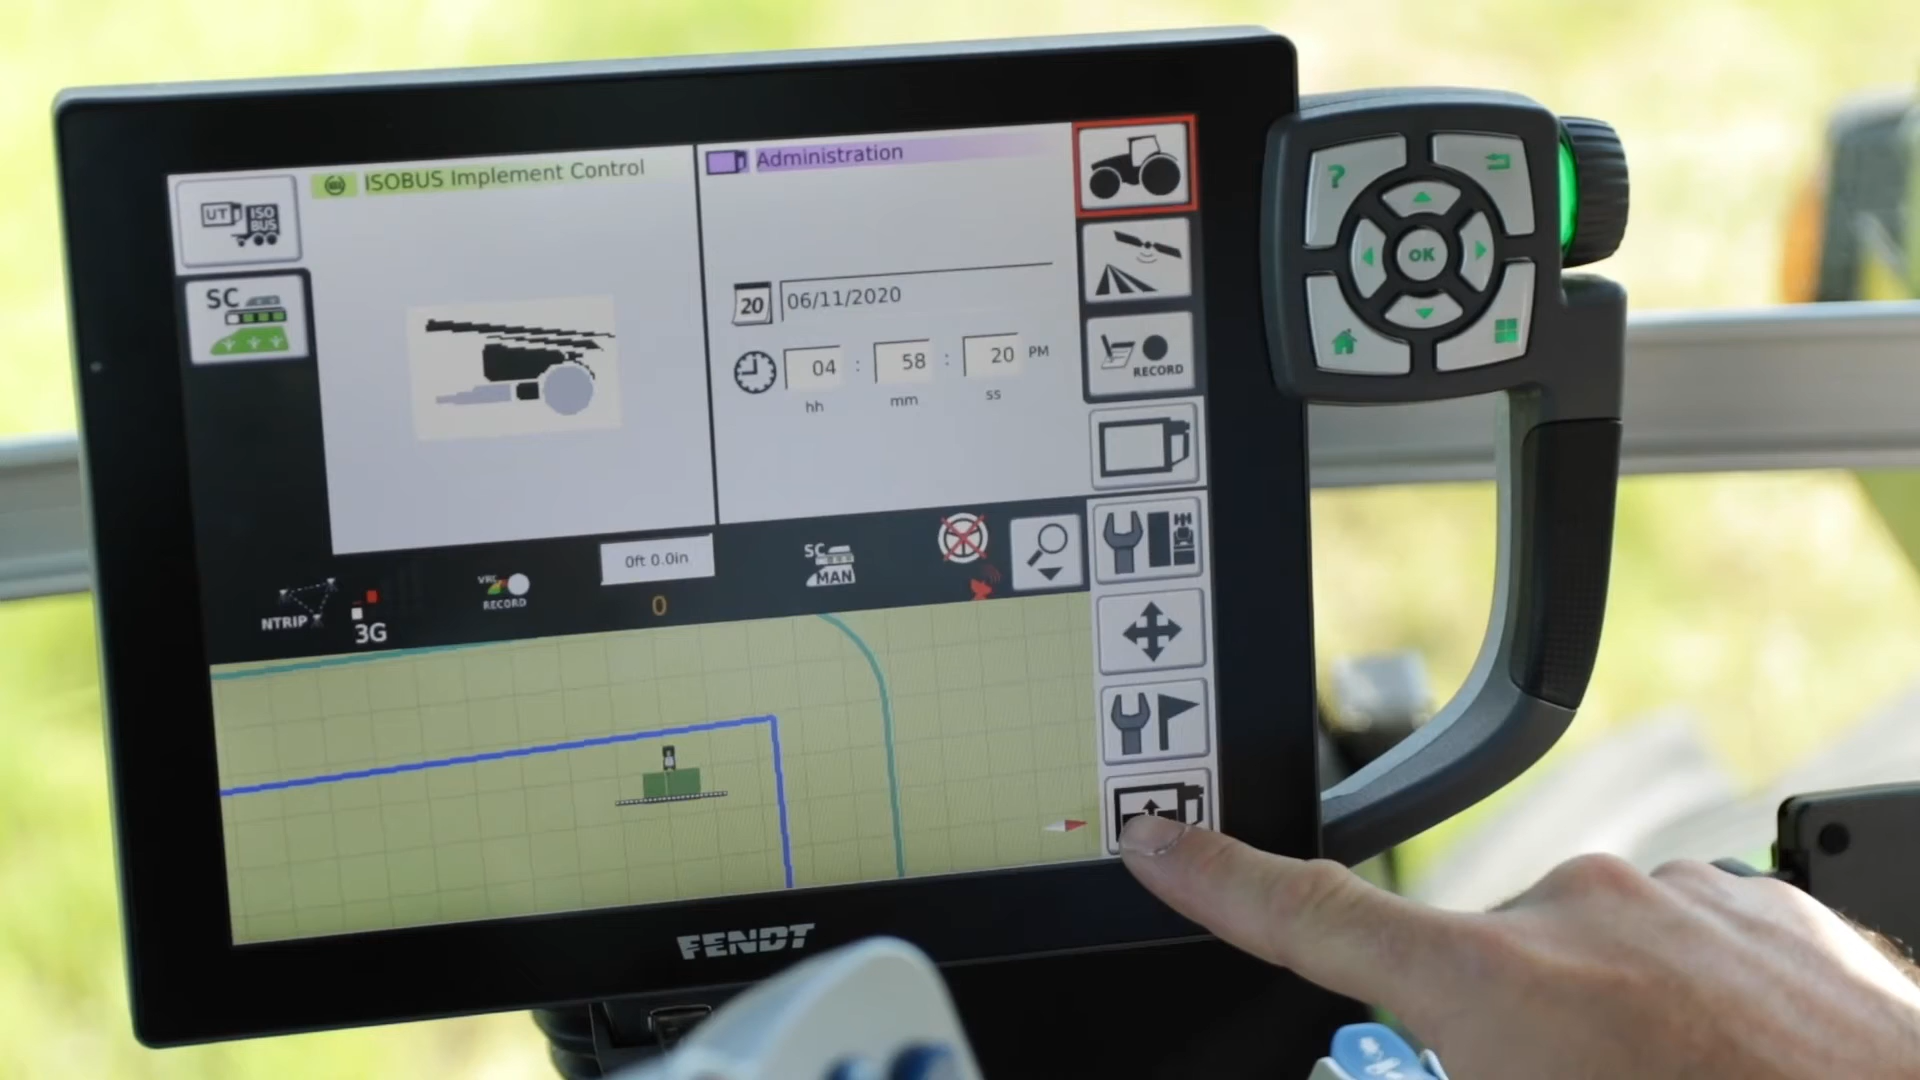 UT ISO
BUS
ISOBUS Implement Control
Administration
SC
20 06/11/2020
04 : 58 : 20 PM
hh mm ss
RECORD
NTRIP
3G
VRC
RECORD
0ft 0.0in
0
SC
MAN
FENDT
?
OK